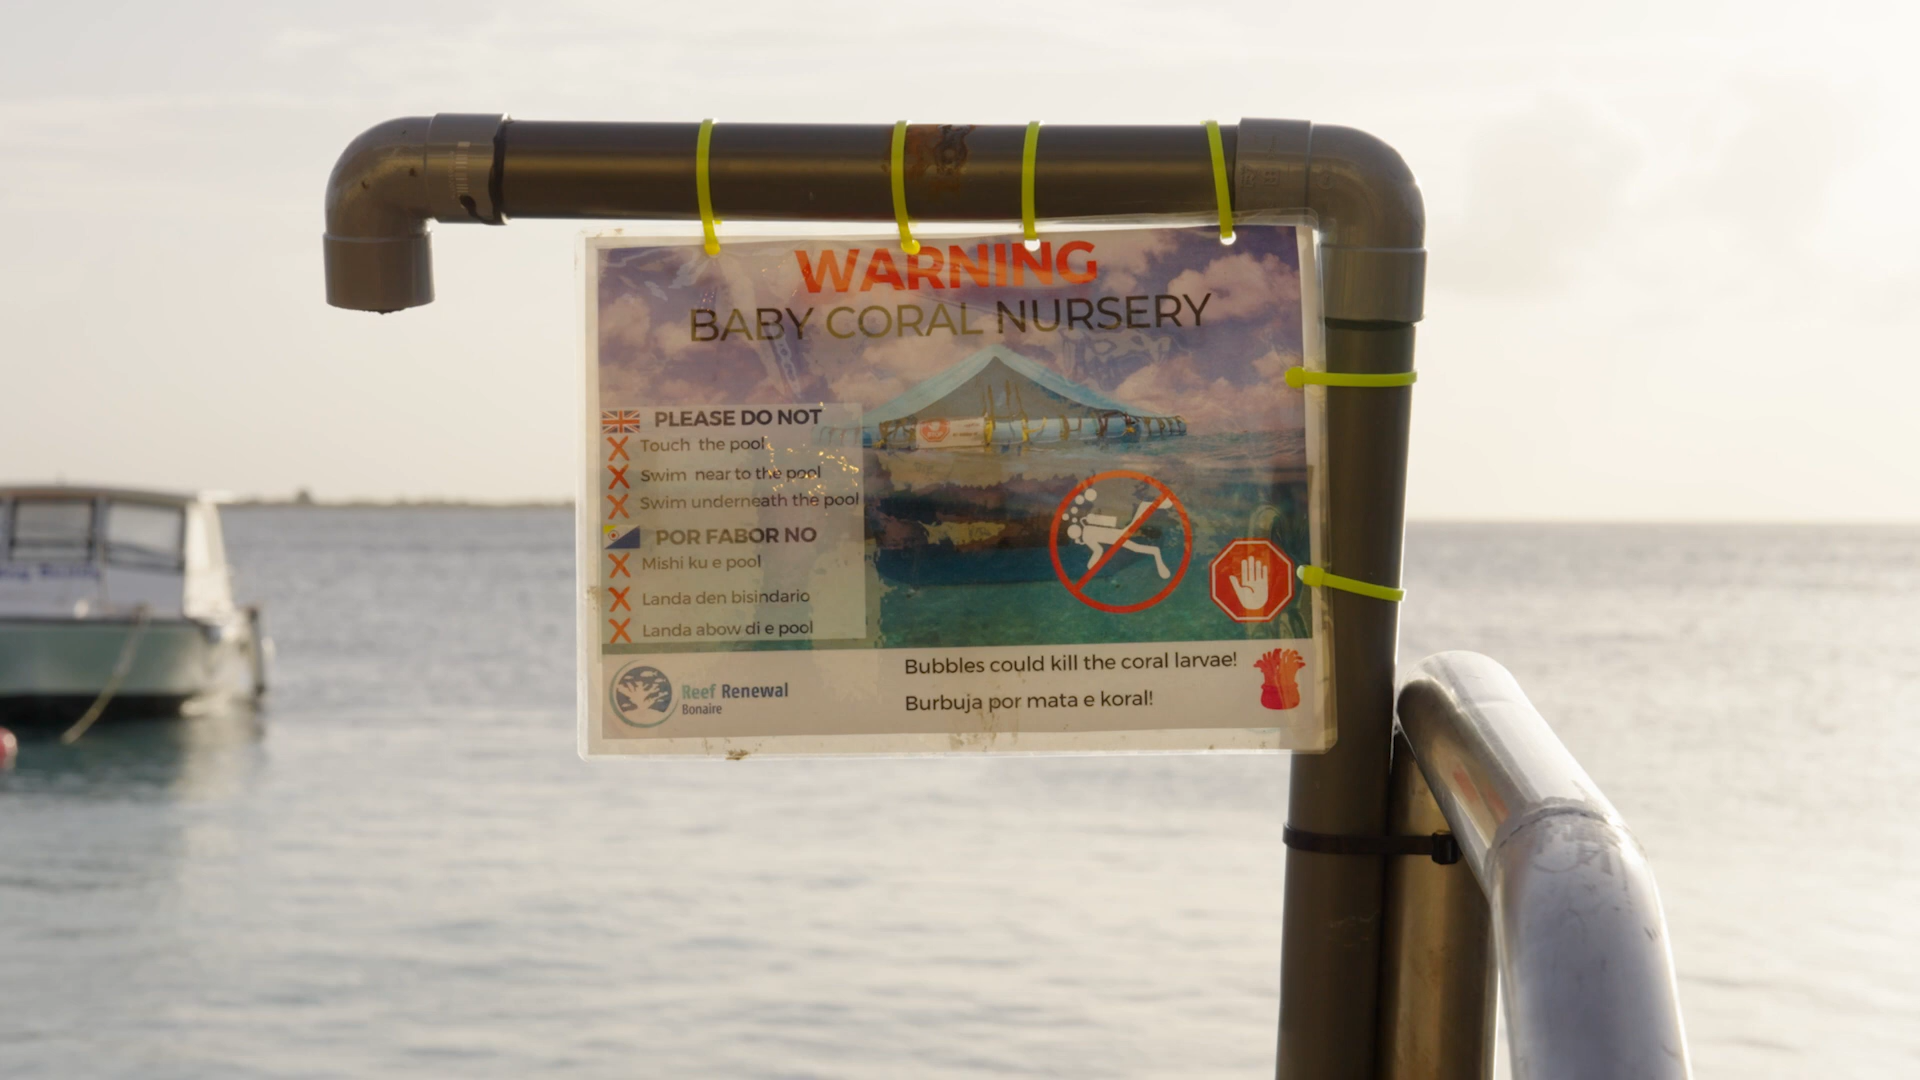 WARNING
BABY CORAL NURSERY
PLEASE DO NOT
Touch the pool
Swim near to the pool
Swim underneath the pool
POR FABOR NO
Mishi ku e pool
Landa den bisindario
Landa abow di e pool
Reef Renewal
Bonaire
Bubbles could kill the coral larvae!
Burbuja por mata e koral!